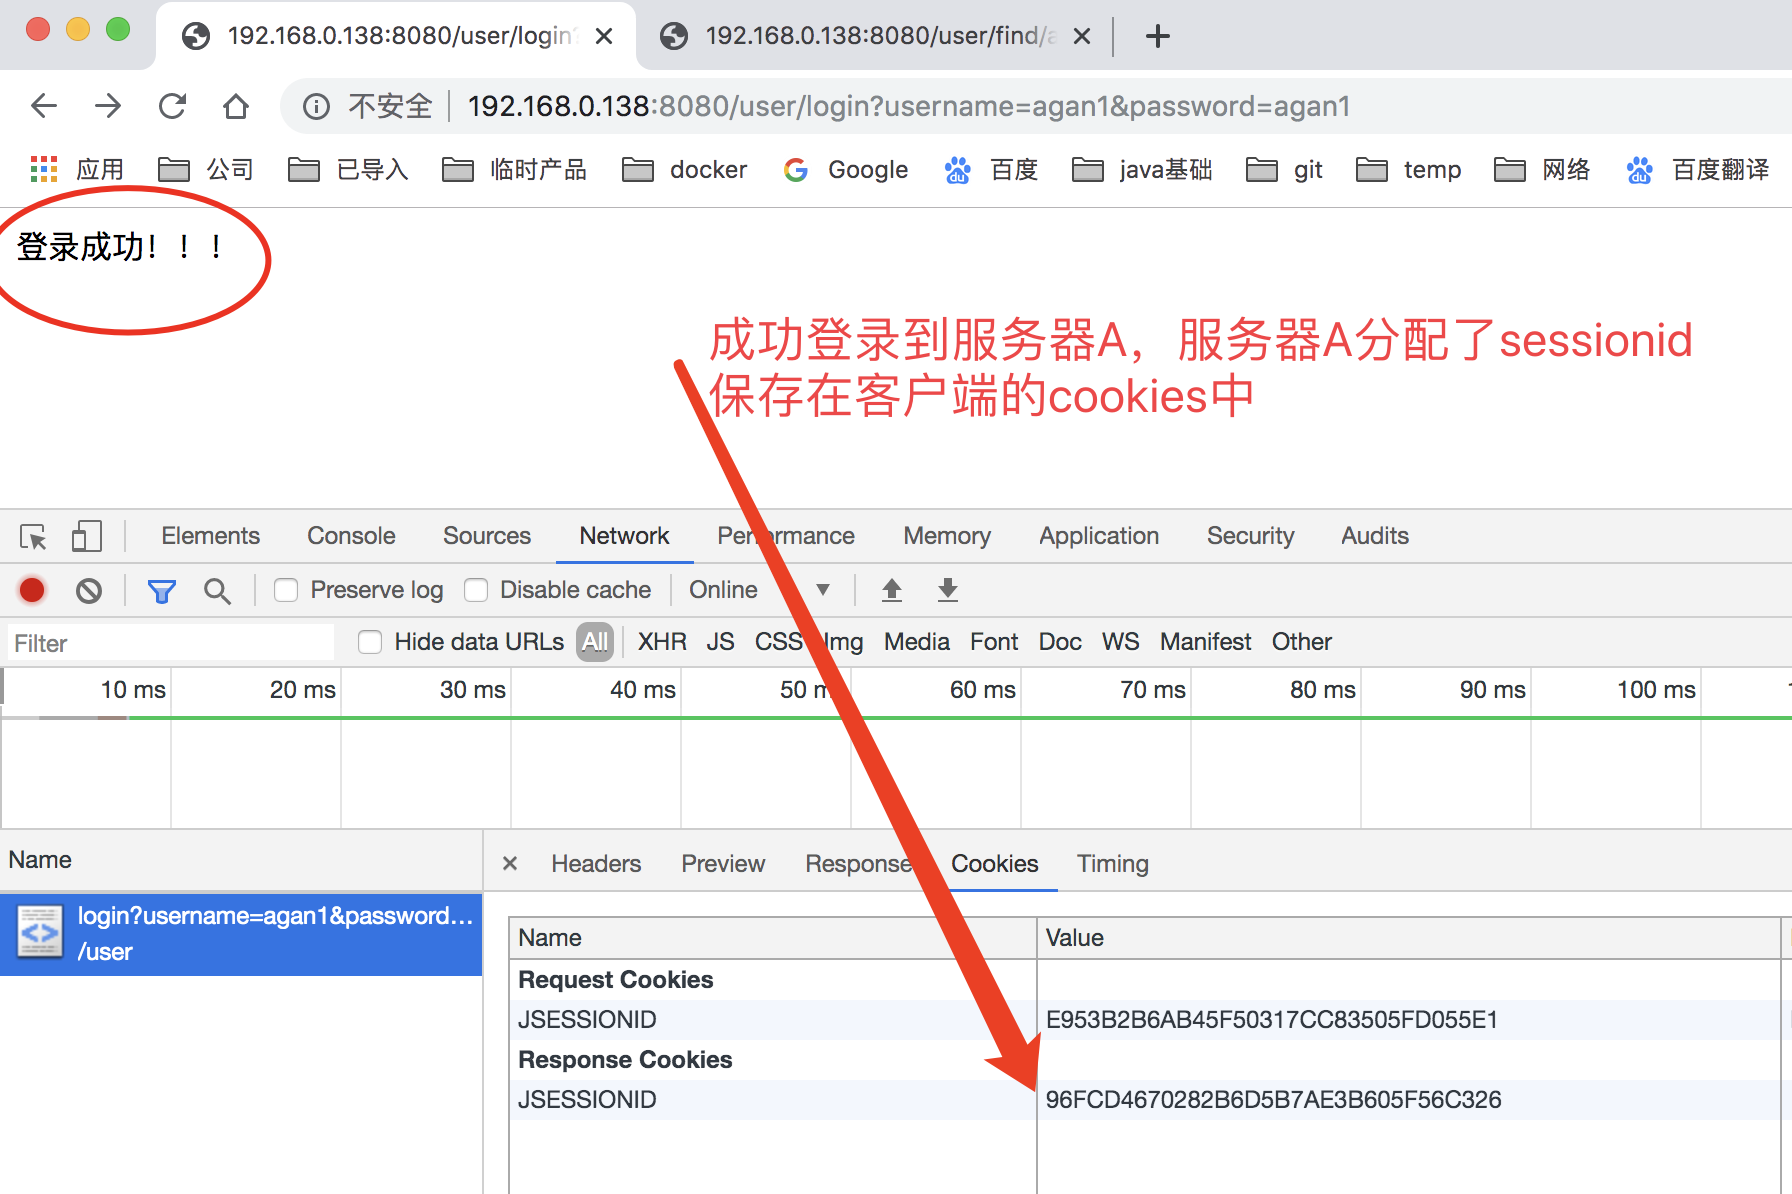 192.168.0.138:8080/user/login?
192.168.0.138:8080/user/find/a
不安全 192.168.0.138:8080/user/login?username=agan1&password=agan1
应用 公司 已导入 临时产品 docker Google 百度 java基础 git temp 网络 百度翻译
登录成功！！！
成功登录到服务器A，服务器A分配了sessionid
保存在客户端的cookies中
Elements Console Sources Network Performance Memory Application Security Audits
Preserve log Disable cache Online
Filter Hide data URLs All XHR JS CSS Img Media Font Doc WS Manifest Other
10 ms 20 ms 30 ms 40 ms 50 ms 60 ms 70 ms 80 ms 90 ms 100 ms
Name
Headers Preview Response Cookies Timing
login?username=agan1&password...
/user
Name Value
Request Cookies
JSESSIONID E953B2B6AB45F50317CC83505FD055E1
Response Cookies
JSESSIONID 96FCD4670282B6D5B7AE3B605F56C326